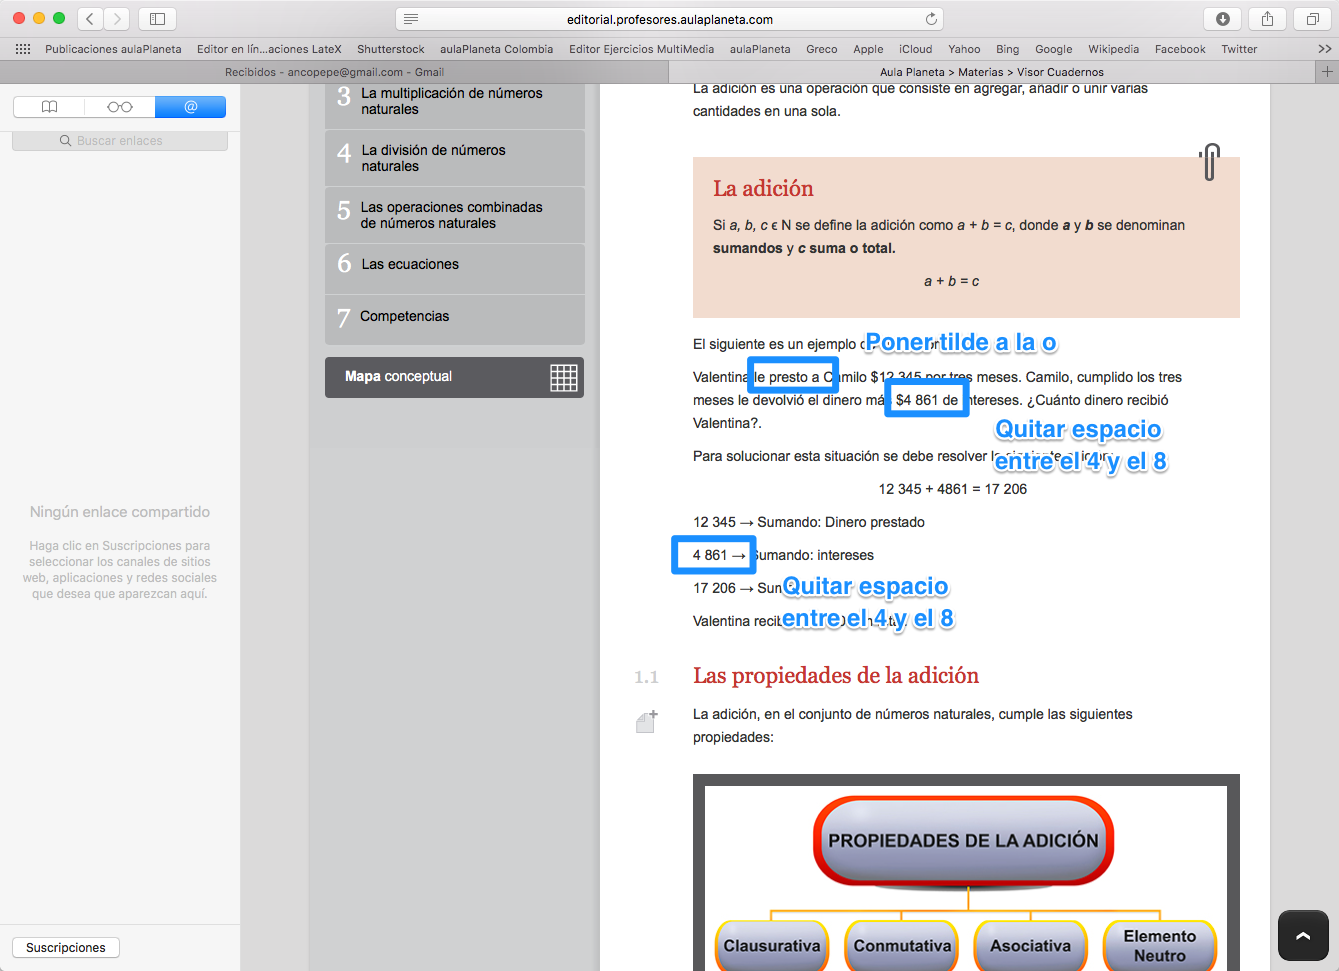 editorial.profesores.aulaplaneta.com
Publicaciones aulaPlaneta
Editor en lín...aciones LateX
Shutterstock
aulaPlaneta Colombia
Editor Ejercicios MultiMedia
aulaPlaneta
Greco
Apple
iCloud
Yahoo
Bing
Google
Wikipedia
Facebook
Twitter
Recibidos - ancopepe@gmail.com - Gmail
Aula Planeta > Materias > Visor Cuadernos
@
Buscar enlaces
Ningún enlace compartido
Haga clic en Suscripciones para
seleccionar los canales de sitios
web, aplicaciones y redes sociales
que desea que aparezcan aquí.
Suscripciones
3 La multiplicación de números
naturales
4 La división de números
naturales
5 Las operaciones combinadas
de números naturales
6 Las ecuaciones
7 Competencias
Mapa conceptual
La adición es una operación que consiste en agregar, añadir o unir varias
cantidades en una sola.
La adición
Si a, b, c ϵ N se define la adición como a + b = c, donde a y b se denominan
sumandos y c suma o total.
a + b = c
El siguiente es un ejemplo
Poner tilde a la o
Valentina le presto a Camilo $12 345 por tres meses. Camilo, cumplido los tres
meses le devolvió el dinero más $4 861 de intereses. ¿Cuánto dinero recibió
Valentina?.
Quitar espacio
entre el 4 y el 8
Para solucionar esta situación se debe resolver
12 345 + 4861 = 17 206
12 345 → Sumando: Dinero prestado
4 861 → Sumando: intereses
17 206 →
Quitar espacio
entre el 4 y el 8
Valentina
1.1 Las propiedades de la adición
La adición, en el conjunto de números naturales, cumple las siguientes
propiedades:
PROPIEDADES DE LA ADICIÓN
Clausurativa
Conmutativa
Asociativa
Elemento
Neutro